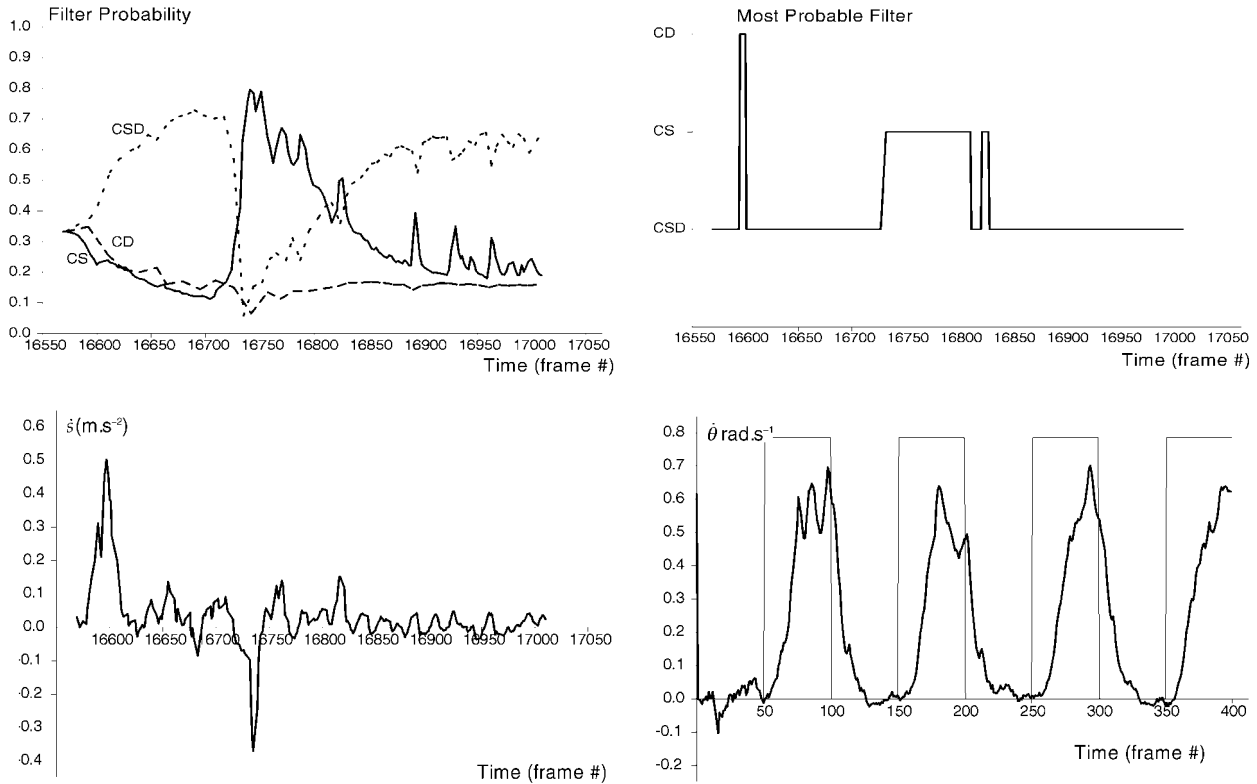 Filter Probability
1.0
0.9
0.8
0.7
CSD
0.6
0.5
0.4
0.3
CD
CS
0.2
0.1
0.0
16550 16600 16650 16700 16750 16800 16850 16900 16950 17000 17050
Time (frame #)
Most Probable Filter
CD
CS
CSD
16550 16600 16650 16700 16750 16800 16850 16900 16950 17000 17050
Time (frame #)
ṡ(m.s⁻²)
0.6
0.5
0.4
0.3
0.2
0.1
0.0
16600 16650 16700 16750 16800 16850 16900 16950 17000 17050
-0.1
-0.2
-0.3
-0.4
Time (frame #)
θ̇ rad.s⁻¹
0.8
0.7
0.6
0.5
0.4
0.3
0.2
0.1
0.0
50 100 150 200 250 300 350 400
-0.1
-0.2
Time (frame #)